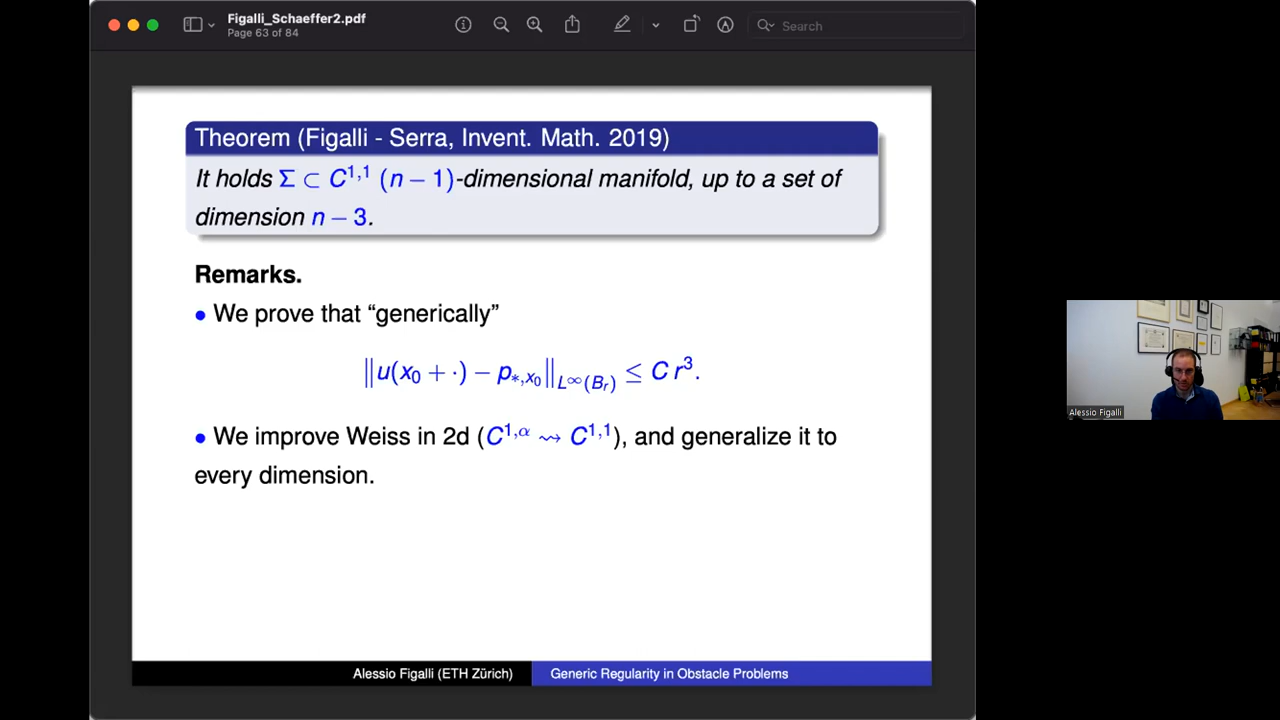 Figalli_Schaeffer2.pdf
Page 63 of 84
Search
Theorem (Figalli - Serra, Invent. Math. 2019)
It holds Σ ⊂ C^{1,1} (n − 1)-dimensional manifold, up to a set of
dimension n − 3.
Remarks.
• We prove that “generically”
‖u(x₀ + ·) − p_{*,x₀}‖_{L^∞(B_r)} ≤ C r³.
• We improve Weiss in 2d (C^{1,α} ⇝ C^{1,1}), and generalize it to
every dimension.
Alessio Figalli (ETH Zürich)
Generic Regularity in Obstacle Problems
Alessio Figalli